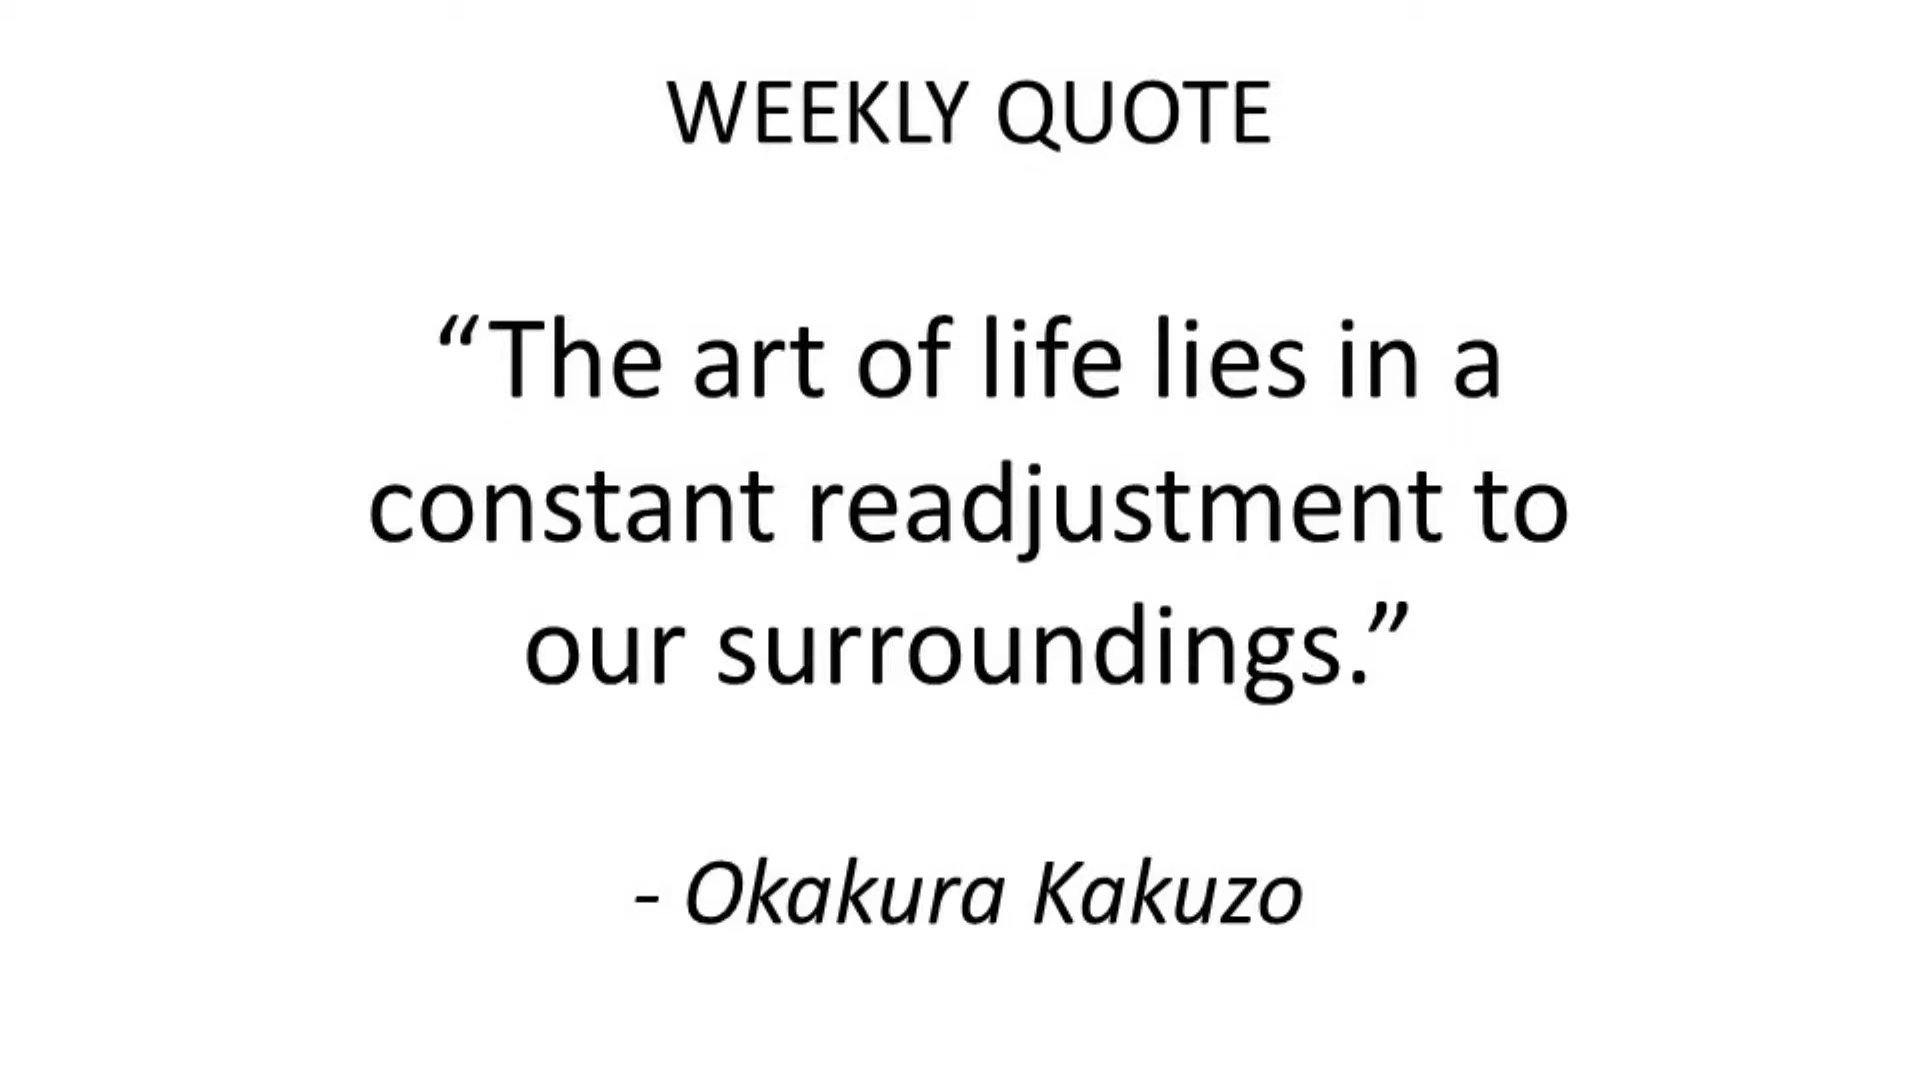 WEEKLY QUOTE
“The art of life lies in a
constant readjustment to
our surroundings.”
- Okakura Kakuzo